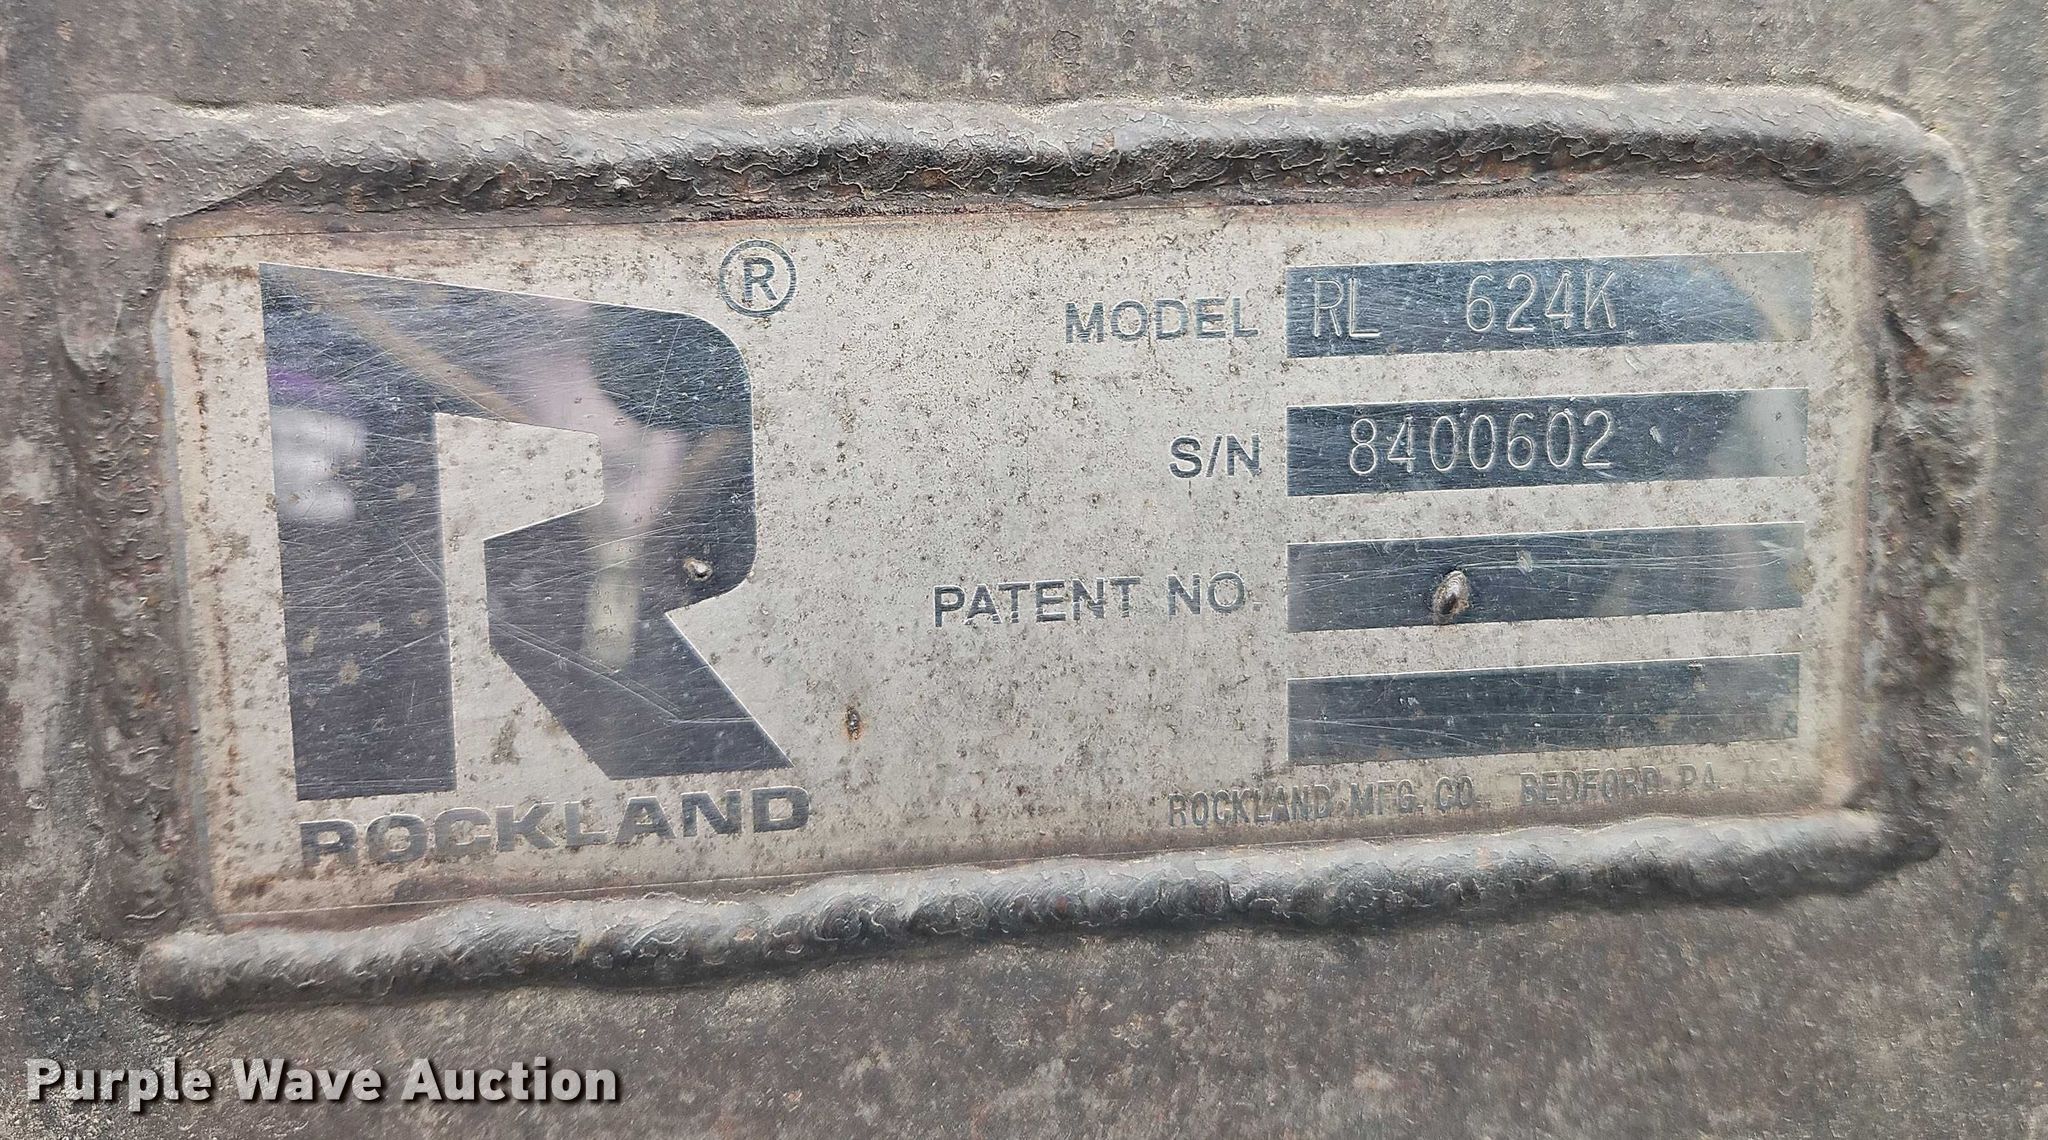 ®
MODEL RL 624K
S/N 8400602
PATENT NO.
ROCKLAND
ROCKLAND MFG. CO. BEDFORD PA. U.S.A.
Purple Wave Auction